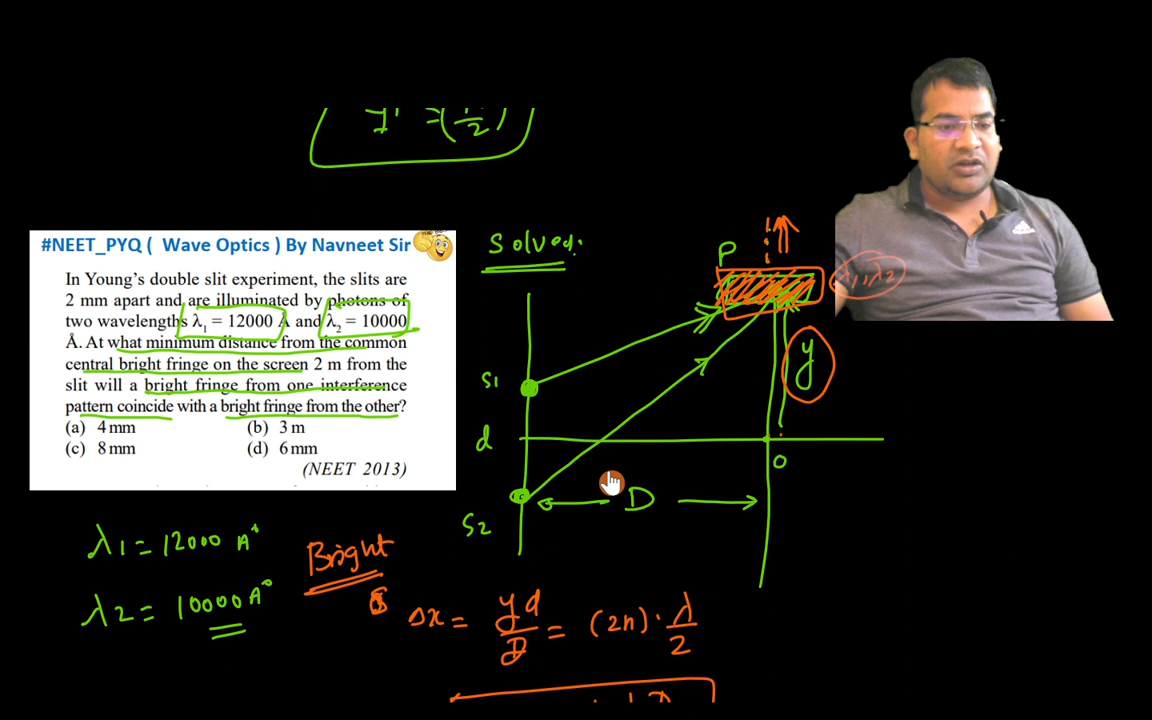 #NEET_PYQ ( Wave Optics ) By Navneet Sir
In Young's double slit experiment, the slits are
2 mm apart and are illuminated by photons of
two wavelengths λ₁ = 12000 Å and λ₂ = 10000
Å. At what minimum distance from the common
central bright fringe on the screen 2 m from the
slit will a bright fringe from one interference
pattern coincide with a bright fringe from the other?
(a) 4 mm (b) 3 m
(c) 8 mm (d) 6 mm
(NEET 2013)
Solved:
P
λ1, λ2
y
S1
d
O
D
S2
λ1 = 12000 A°
λ2 = 10000 A°
Bright
Δx = yd/D = (2n)·λ/2